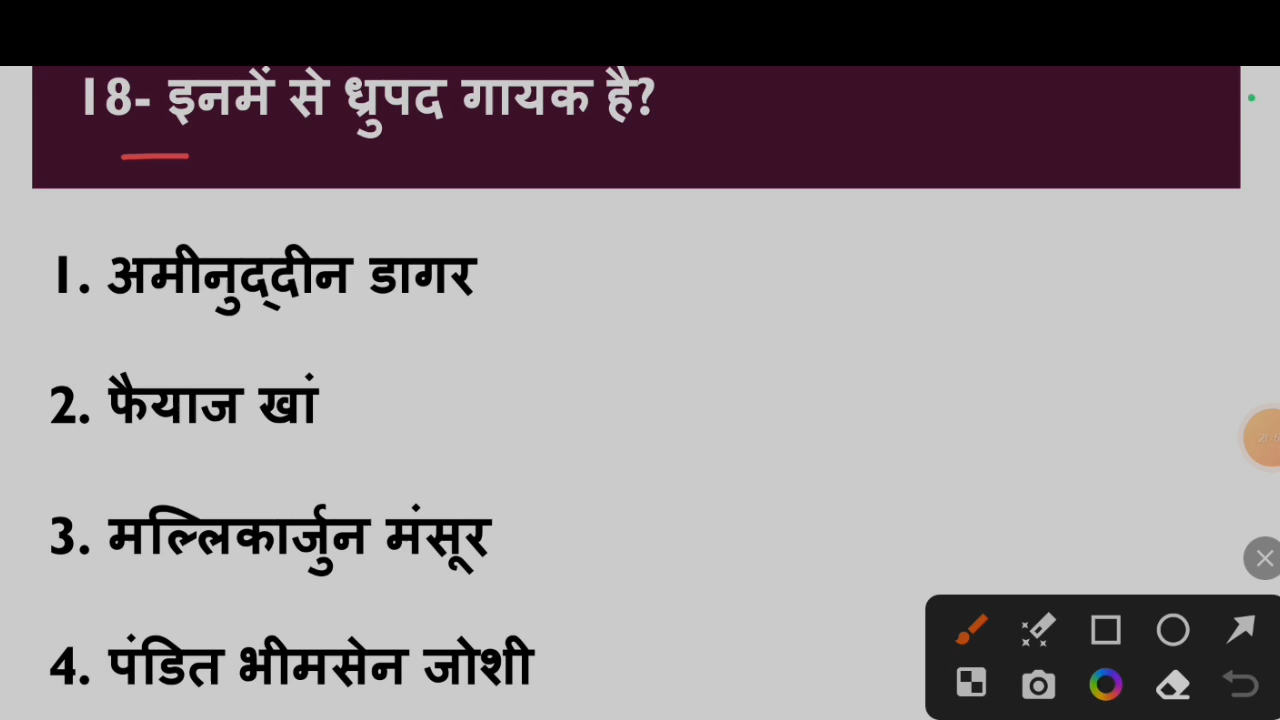 18- इनमें से ध्रुपद गायक है?
1. अमीनुद्दीन डागर
2. फैयाज खां
3. मल्लिकार्जुन मंसूर
4. पंडित भीमसेन जोशी